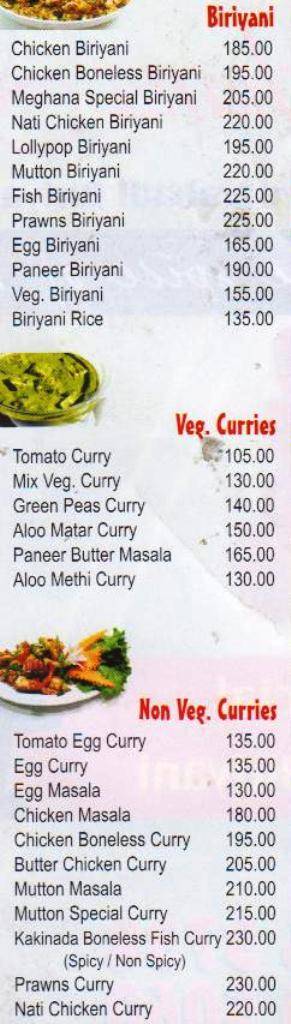 Biriyani
Chicken Biriyani 185.00
Chicken Boneless Biriyani 195.00
Meghana Special Biriyani 205.00
Nati Chicken Biriyani 220.00
Lollypop Biriyani 195.00
Mutton Biriyani 220.00
Fish Biriyani 225.00
Prawns Biriyani 225.00
Egg Biriyani 165.00
Paneer Biriyani 190.00
Veg. Biriyani 155.00
Biriyani Rice 135.00
Veg. Curries
Tomato Curry 105.00
Mix Veg. Curry 130.00
Green Peas Curry 140.00
Aloo Matar Curry 150.00
Paneer Butter Masala 165.00
Aloo Methi Curry 130.00
Non Veg. Curries
Tomato Egg Curry 135.00
Egg Curry 135.00
Egg Masala 130.00
Chicken Masala 180.00
Chicken Boneless Curry 195.00
Butter Chicken Curry 205.00
Mutton Masala 210.00
Mutton Special Curry 215.00
Kakinada Boneless Fish Curry 230.00
(Spicy / Non Spicy)
Prawns Curry 230.00
Nati Chicken Curry 220.00